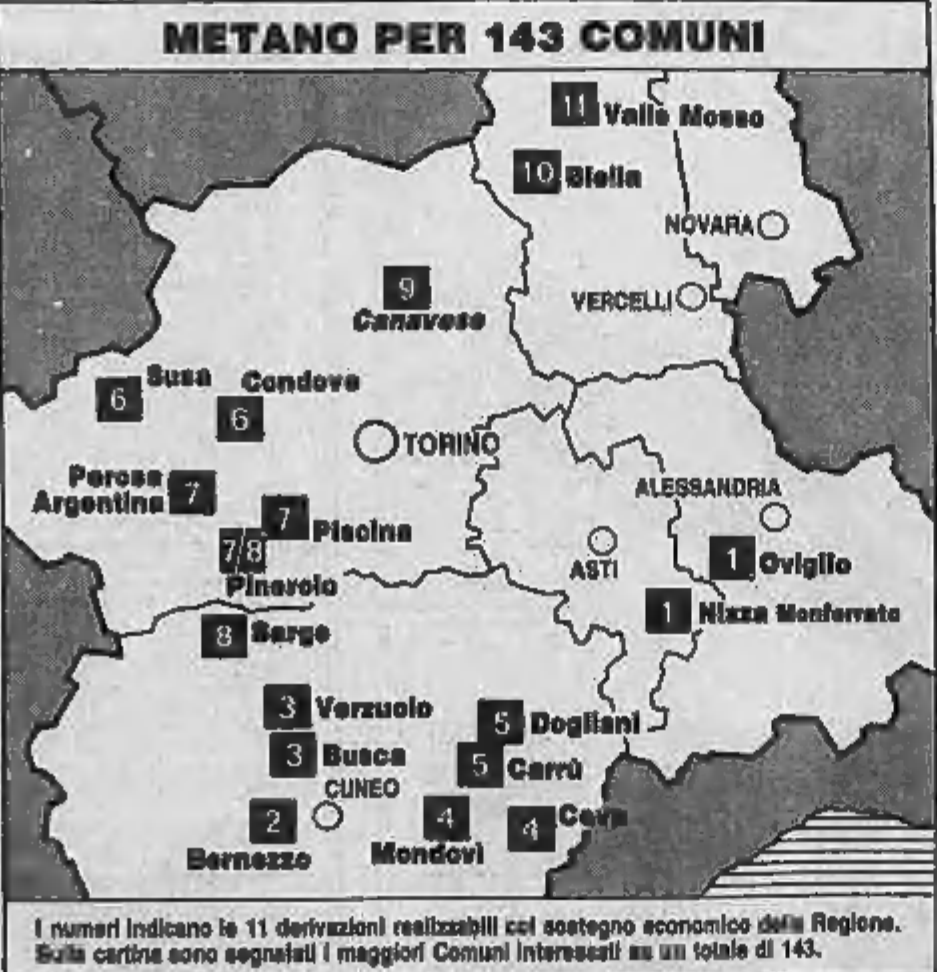 METANO PER 143 COMUNI
11 Valle Mosso
10 Biella
NOVARA
9
Canavese
VERCELLI
6 Susa
Condove
6
TORINO
Perosa
Argentina 7
ALESSANDRIA
7 Piscina
7/8
Pinerolo
ASTI
1 Oviglio
1 Nizza Monferrato
8 Barge
3 Verzuolo
5 Dogliani
3 Busca
5 Carrù
CUNEO
2
Bernezzo
4
Mondovì
4 Ceva
I numeri indicano le 11 derivazioni realizzabili col sostegno economico della Regione.
Sulla cartina sono segnalati i maggiori Comuni interessati su un totale di 143.